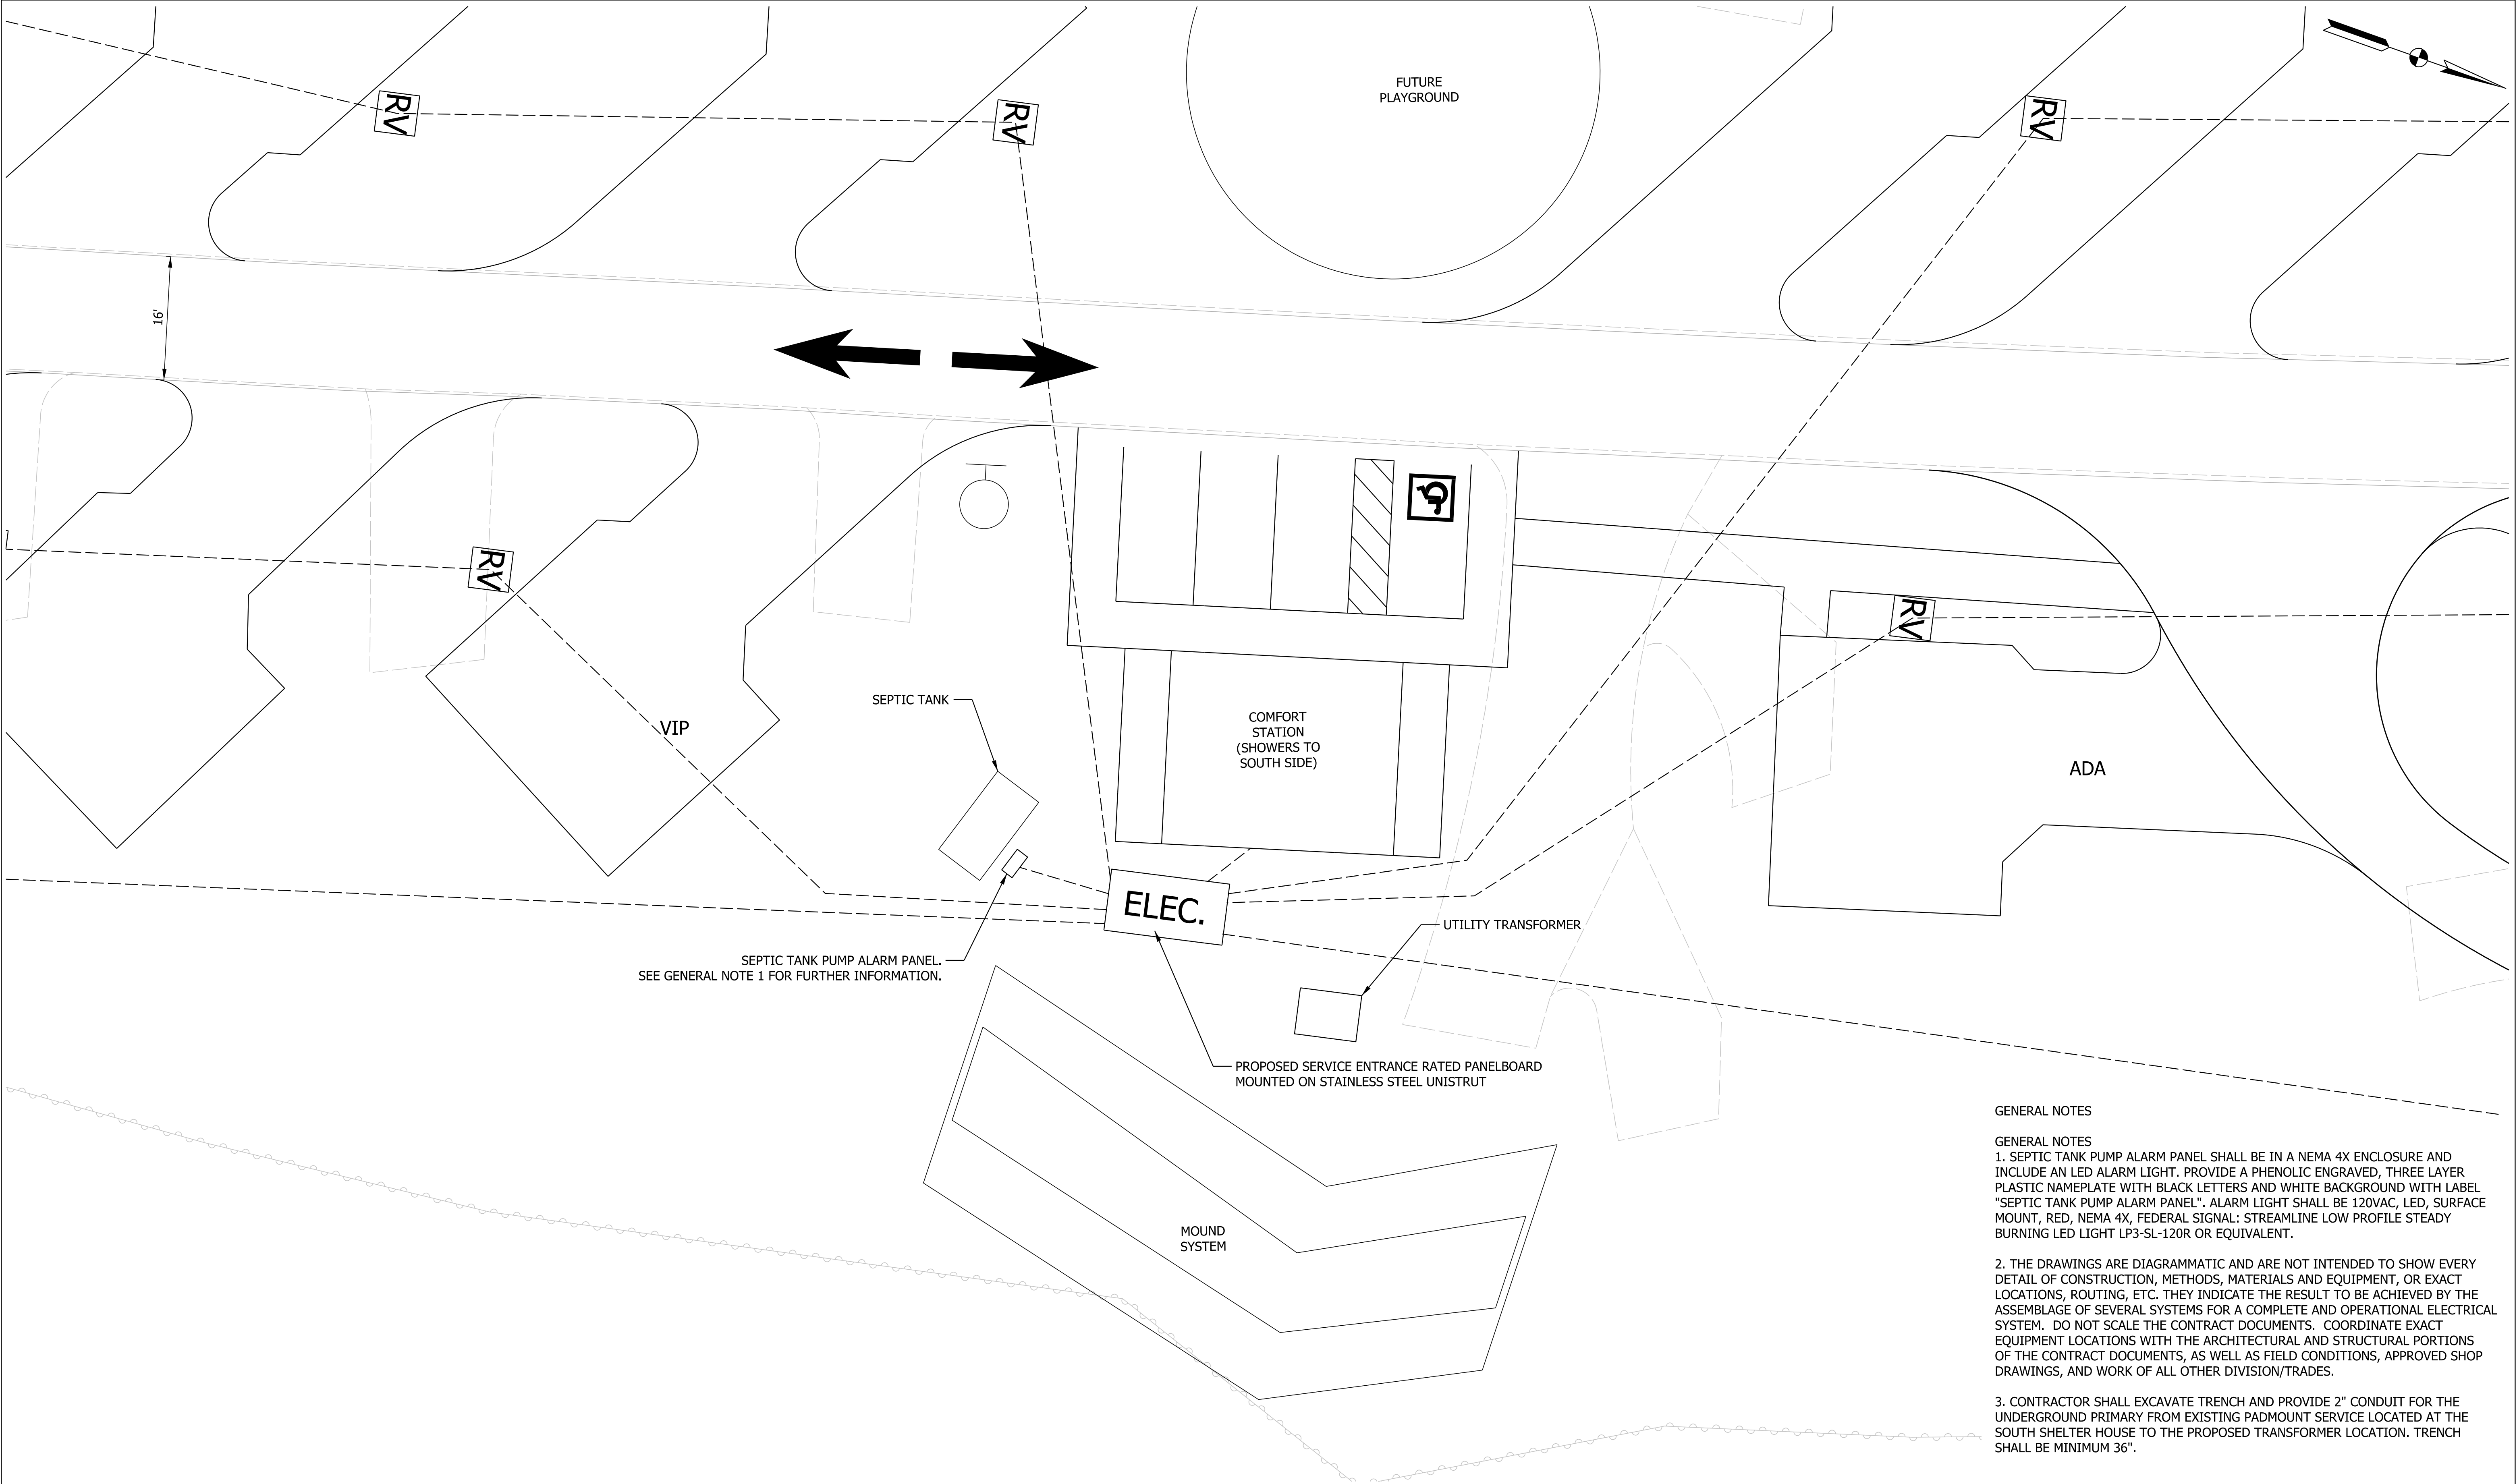 FUTURE
PLAYGROUND
RV
RV
RV
16'
RV
RV
SEPTIC TANK
VIP
COMFORT
STATION
(SHOWERS TO
SOUTH SIDE)
ADA
ELEC.
UTILITY TRANSFORMER
SEPTIC TANK PUMP ALARM PANEL.
SEE GENERAL NOTE 1 FOR FURTHER INFORMATION.
PROPOSED SERVICE ENTRANCE RATED PANELBOARD
MOUNTED ON STAINLESS STEEL UNISTRUT
MOUND
SYSTEM
GENERAL NOTES
GENERAL NOTES
1. SEPTIC TANK PUMP ALARM PANEL SHALL BE IN A NEMA 4X ENCLOSURE AND
INCLUDE AN LED ALARM LIGHT. PROVIDE A PHENOLIC ENGRAVED, THREE LAYER
PLASTIC NAMEPLATE WITH BLACK LETTERS AND WHITE BACKGROUND WITH LABEL
"SEPTIC TANK PUMP ALARM PANEL". ALARM LIGHT SHALL BE 120VAC, LED, SURFACE
MOUNT, RED, NEMA 4X, FEDERAL SIGNAL: STREAMLINE LOW PROFILE STEADY
BURNING LED LIGHT LP3-SL-120R OR EQUIVALENT.
2. THE DRAWINGS ARE DIAGRAMMATIC AND ARE NOT INTENDED TO SHOW EVERY
DETAIL OF CONSTRUCTION, METHODS, MATERIALS AND EQUIPMENT, OR EXACT
LOCATIONS, ROUTING, ETC. THEY INDICATE THE RESULT TO BE ACHIEVED BY THE
ASSEMBLAGE OF SEVERAL SYSTEMS FOR A COMPLETE AND OPERATIONAL ELECTRICAL
SYSTEM.  DO NOT SCALE THE CONTRACT DOCUMENTS.  COORDINATE EXACT
EQUIPMENT LOCATIONS WITH THE ARCHITECTURAL AND STRUCTURAL PORTIONS
OF THE CONTRACT DOCUMENTS, AS WELL AS FIELD CONDITIONS, APPROVED SHOP
DRAWINGS, AND WORK OF ALL OTHER DIVISION/TRADES.
3. CONTRACTOR SHALL EXCAVATE TRENCH AND PROVIDE 2" CONDUIT FOR THE
UNDERGROUND PRIMARY FROM EXISTING PADMOUNT SERVICE LOCATED AT THE
SOUTH SHELTER HOUSE TO THE PROPOSED TRANSFORMER LOCATION. TRENCH
SHALL BE MINIMUM 36".